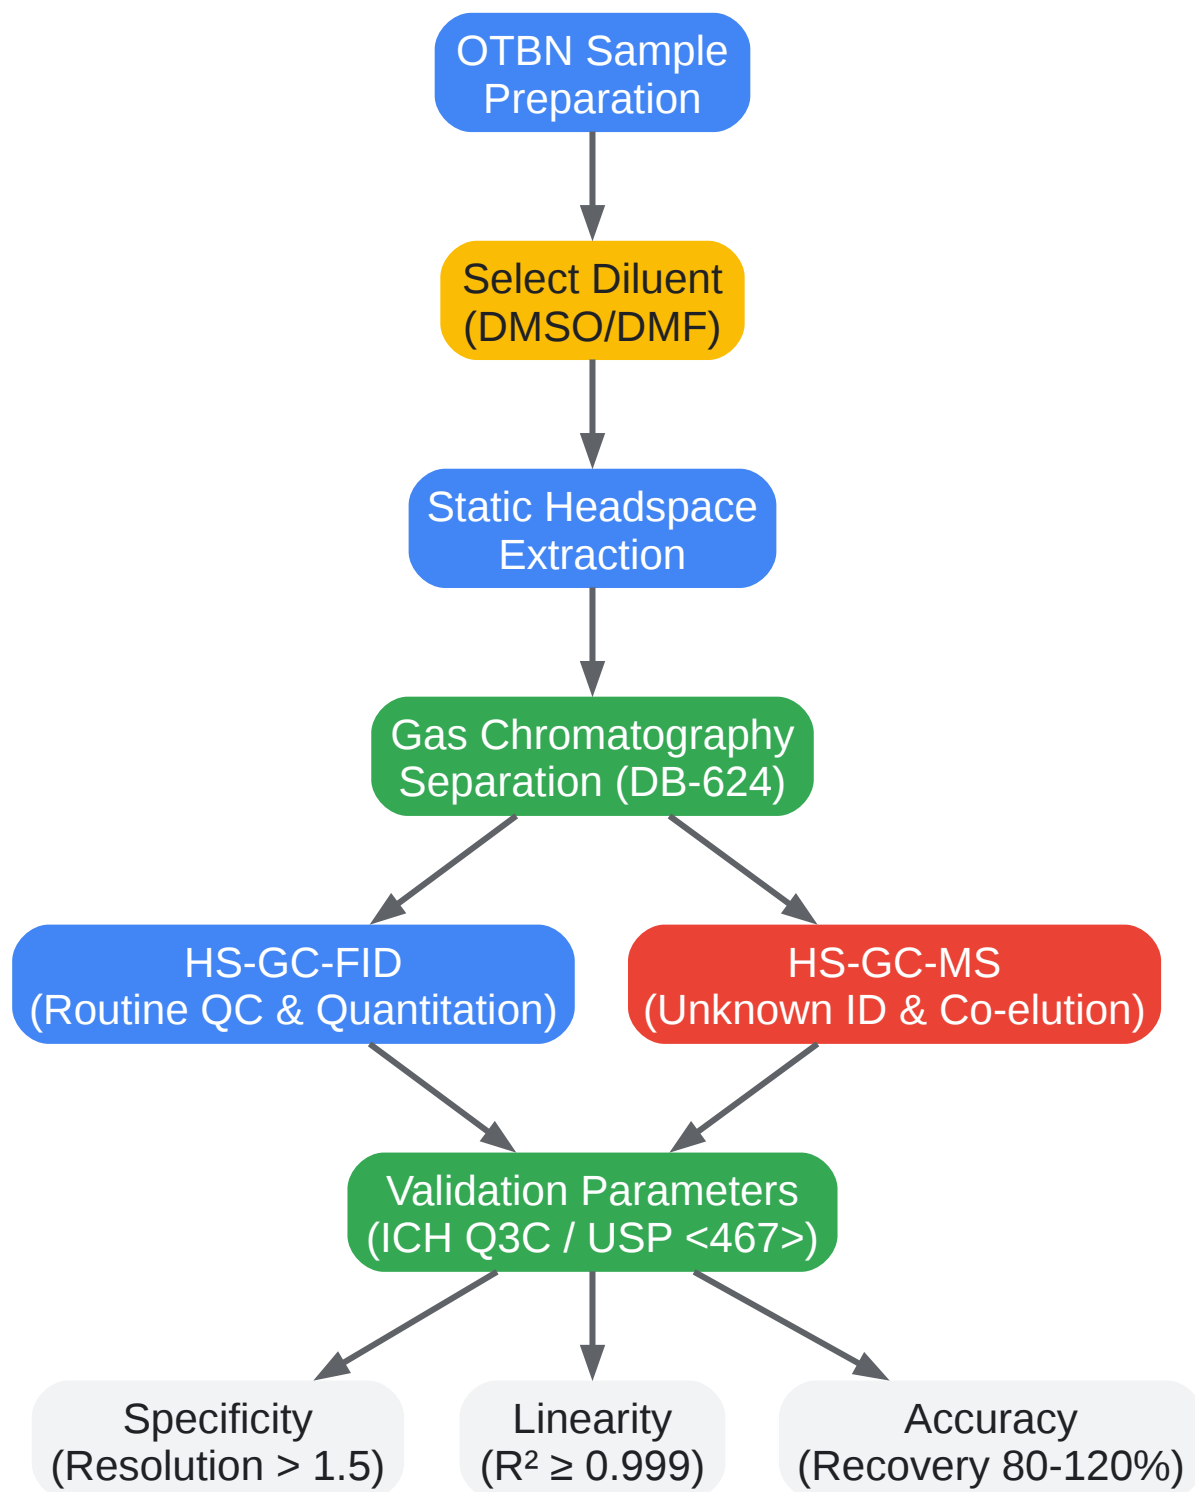 OTBN Sample
Preparation
Select Diluent
(DMSO/DMF)
Static Headspace
Extraction
Gas Chromatography
Separation (DB-624)
HS-GC-FID
(Routine QC & Quantitation)
HS-GC-MS
(Unknown ID & Co-elution)
Validation Parameters
(ICH Q3C / USP <467>)
Specificity
(Resolution > 1.5)
Linearity
(R² ≥ 0.999)
Accuracy
(Recovery 80-120%)